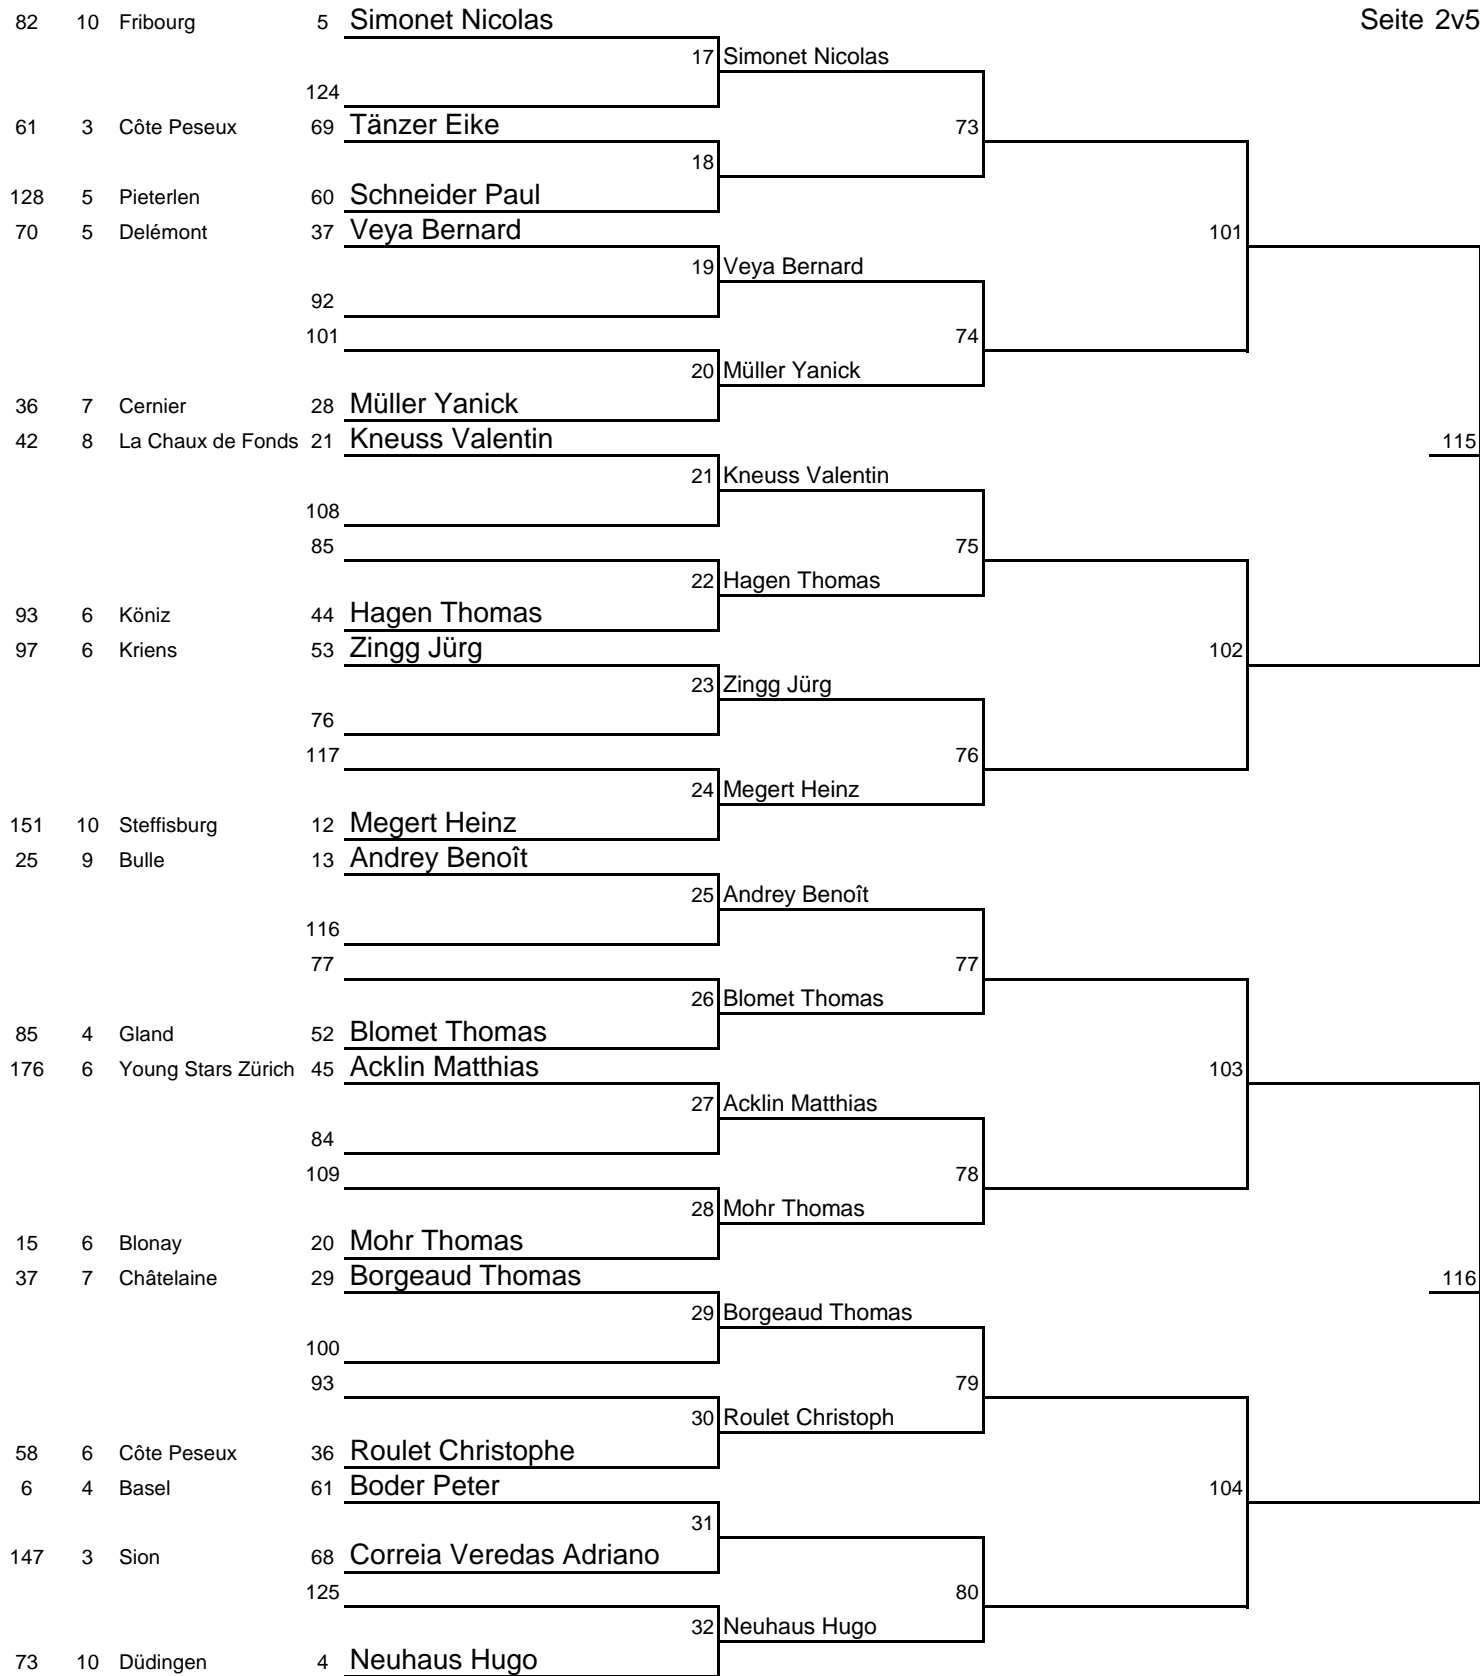 82 10 Fribourg 5 Simonet Nicolas Seite 2v5
17 Simonet Nicolas
124
61 3 Côte Peseux 69 Tänzer Eike 73
18
128 5 Pieterlen 60 Schneider Paul
70 5 Delémont 37 Veya Bernard 101
19 Veya Bernard
92
101 74
20 Müller Yanick
36 7 Cernier 28 Müller Yanick
42 8 La Chaux de Fonds 21 Kneuss Valentin 115
21 Kneuss Valentin
108
85 75
22 Hagen Thomas
93 6 Köniz 44 Hagen Thomas
97 6 Kriens 53 Zingg Jürg 102
23 Zingg Jürg
76
117 76
24 Megert Heinz
151 10 Steffisburg 12 Megert Heinz
25 9 Bulle 13 Andrey Benoît
25 Andrey Benoît
116
77 77
26 Blomet Thomas
85 4 Gland 52 Blomet Thomas
176 6 Young Stars Zürich 45 Acklin Matthias 103
27 Acklin Matthias
84
109 78
28 Mohr Thomas
15 6 Blonay 20 Mohr Thomas
37 7 Châtelaine 29 Borgeaud Thomas 116
29 Borgeaud Thomas
100
93 79
30 Roulet Christoph
58 6 Côte Peseux 36 Roulet Christophe
6 4 Basel 61 Boder Peter 104
31
147 3 Sion 68 Correia Veredas Adriano
125 80
32 Neuhaus Hugo
73 10 Düdingen 4 Neuhaus Hugo